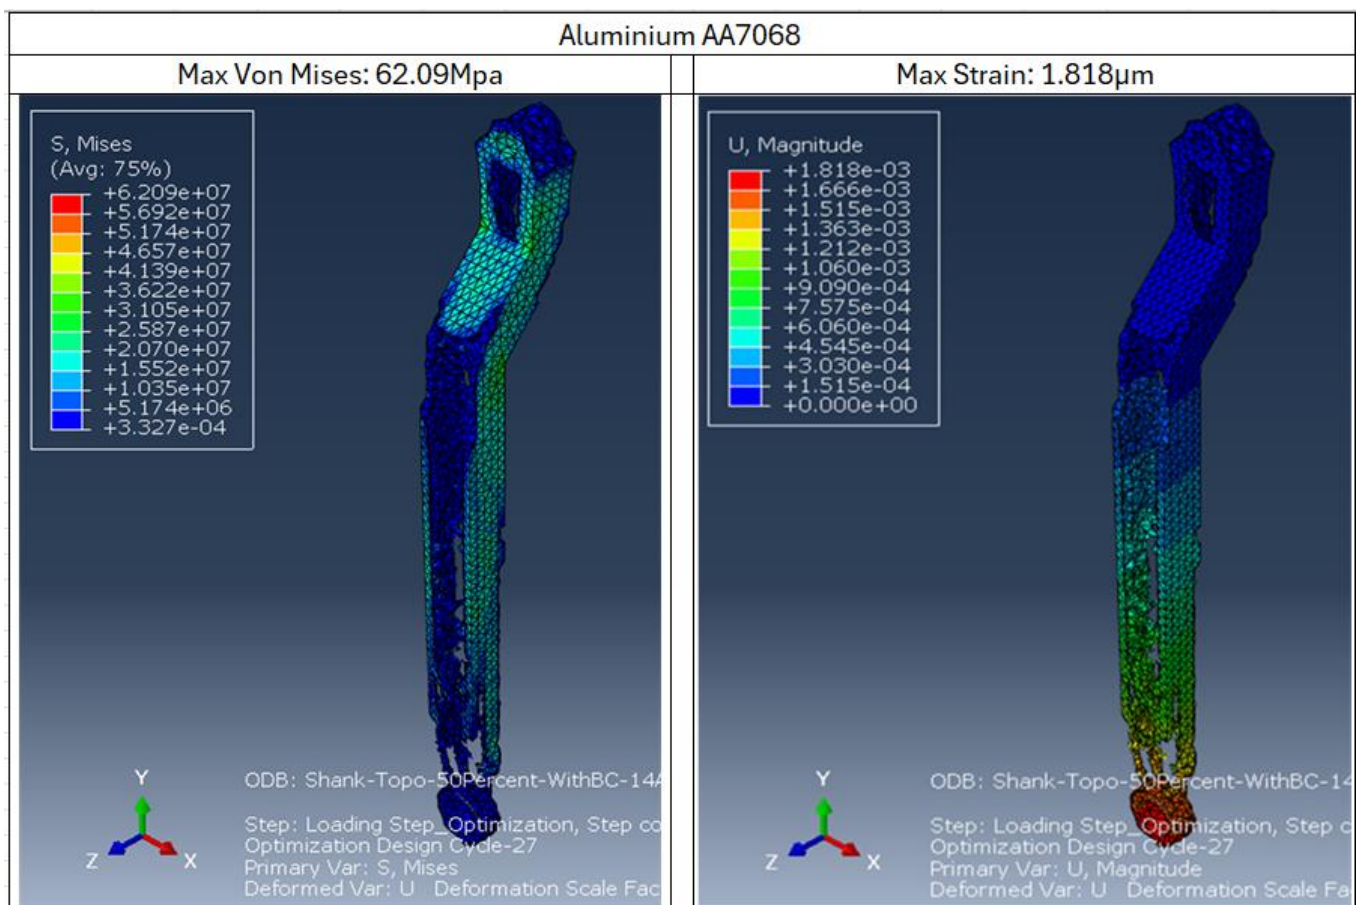 Aluminium AA7068
Max Von Mises: 62.09Mpa
Max Strain: 1.818µm
S, Mises
(Avg: 75%)
+6.209e+07
+5.692e+07
+5.174e+07
+4.657e+07
+4.139e+07
+3.622e+07
+3.105e+07
+2.587e+07
+2.070e+07
+1.552e+07
+1.035e+07
+5.174e+06
+3.327e-04
Y
Z
X
ODB: Shank-Topo-50Percent-WithBC-14A
Step: Loading Step_Optimization, Step co
Optimization Design Cycle-27
Primary Var: S, Mises
Deformed Var: U Deformation Scale Fac
U, Magnitude
+1.818e-03
+1.666e-03
+1.515e-03
+1.363e-03
+1.212e-03
+1.060e-03
+9.090e-04
+7.575e-04
+6.060e-04
+4.545e-04
+3.030e-04
+1.515e-04
+0.000e+00
Y
Z
X
ODB: Shank-Topo-50Percent-WithBC-14
Step: Loading Step_Optimization, Step c
Optimization Design Cycle-27
Primary Var: U, Magnitude
Deformed Var: U Deformation Scale Fa